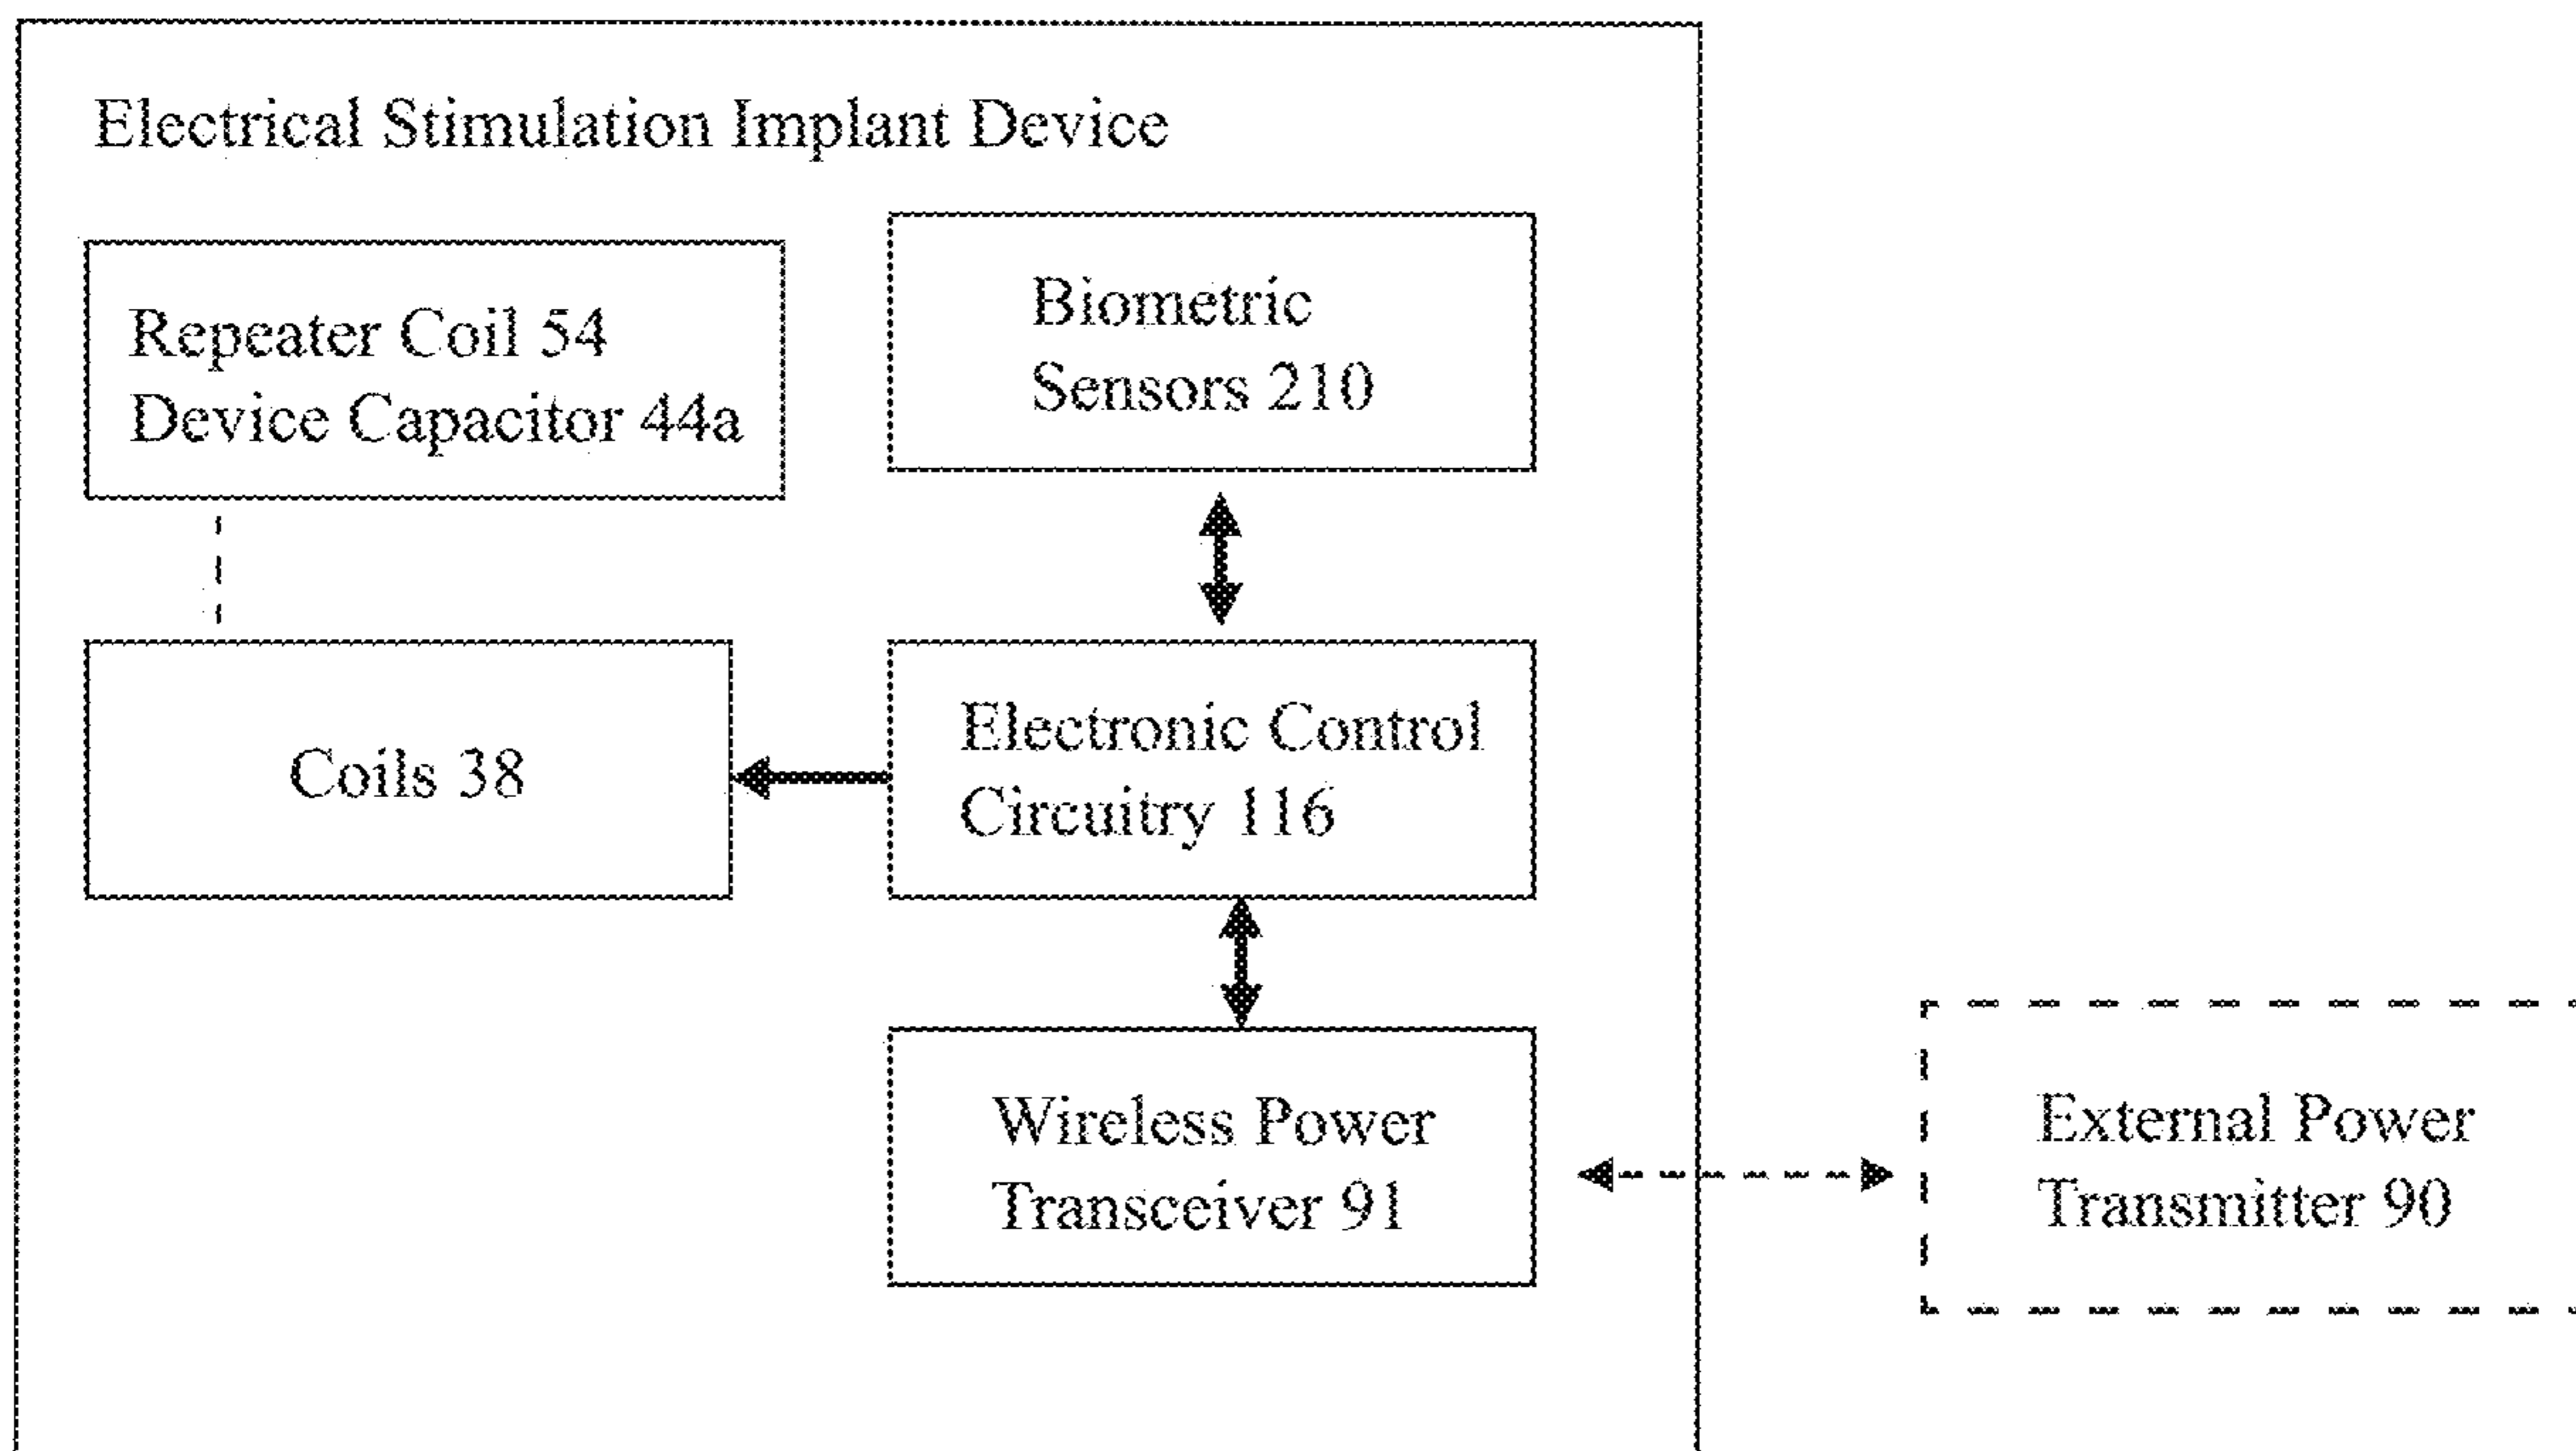 Electrical Stimulation Implant Device
Repeater Coil 54
Device Capacitor 44a
Biometric
Sensors 210
Coils 38
Electronic Control
Circuitry 116
Wireless Power
Transceiver 91
External Power
Transmitter 90